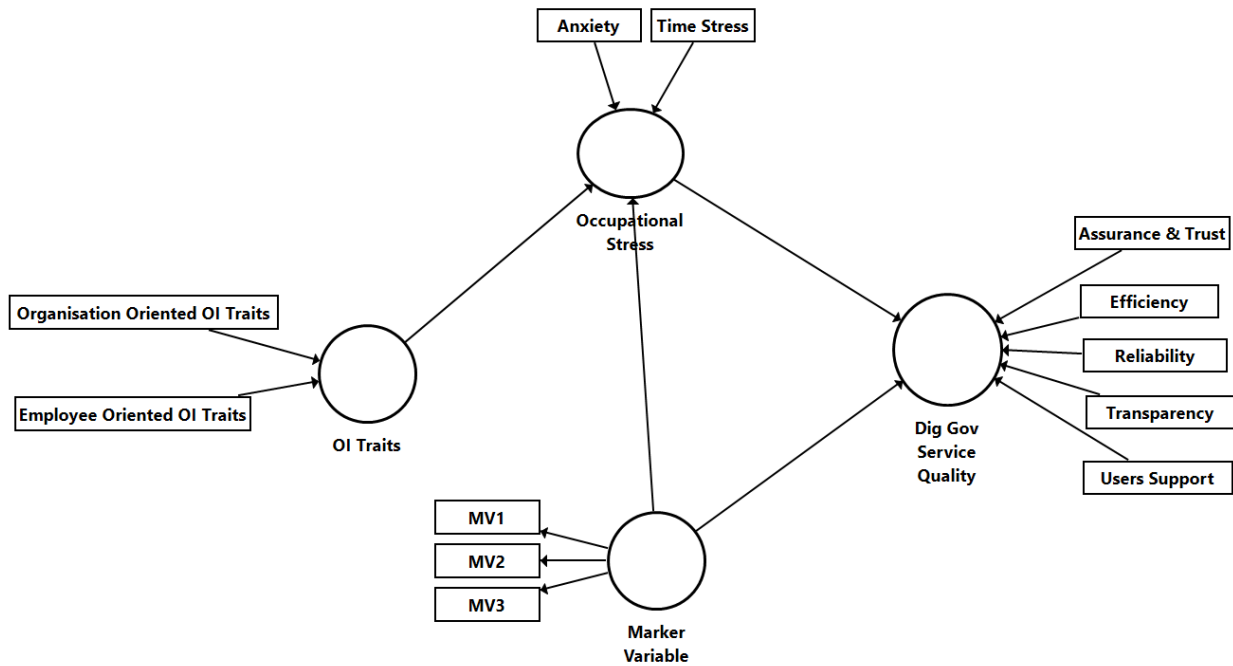 Anxiety
Time Stress
Occupational
Stress
Assurance & Trust
Efficiency
Reliability
Transparency
Users Support
Organisation Oriented OI Traits
Employee Oriented OI Traits
OI Traits
Dig Gov
Service
Quality
MV1
MV2
MV3
Marker
Variable